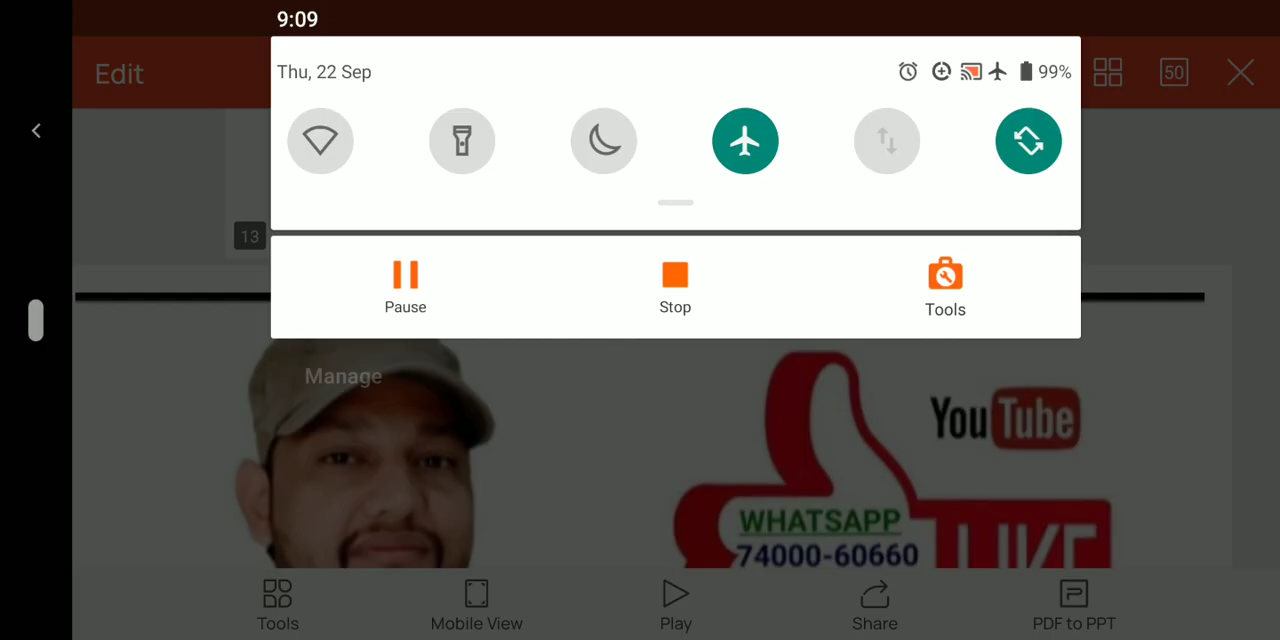 9:09
Edit
Thu, 22 Sep
99%
50
13
Pause
Stop
Tools
Manage
YouTube
WHATSAPP
74000-60660
LIKE
Tools
Mobile View
Play
Share
PDF to PPT